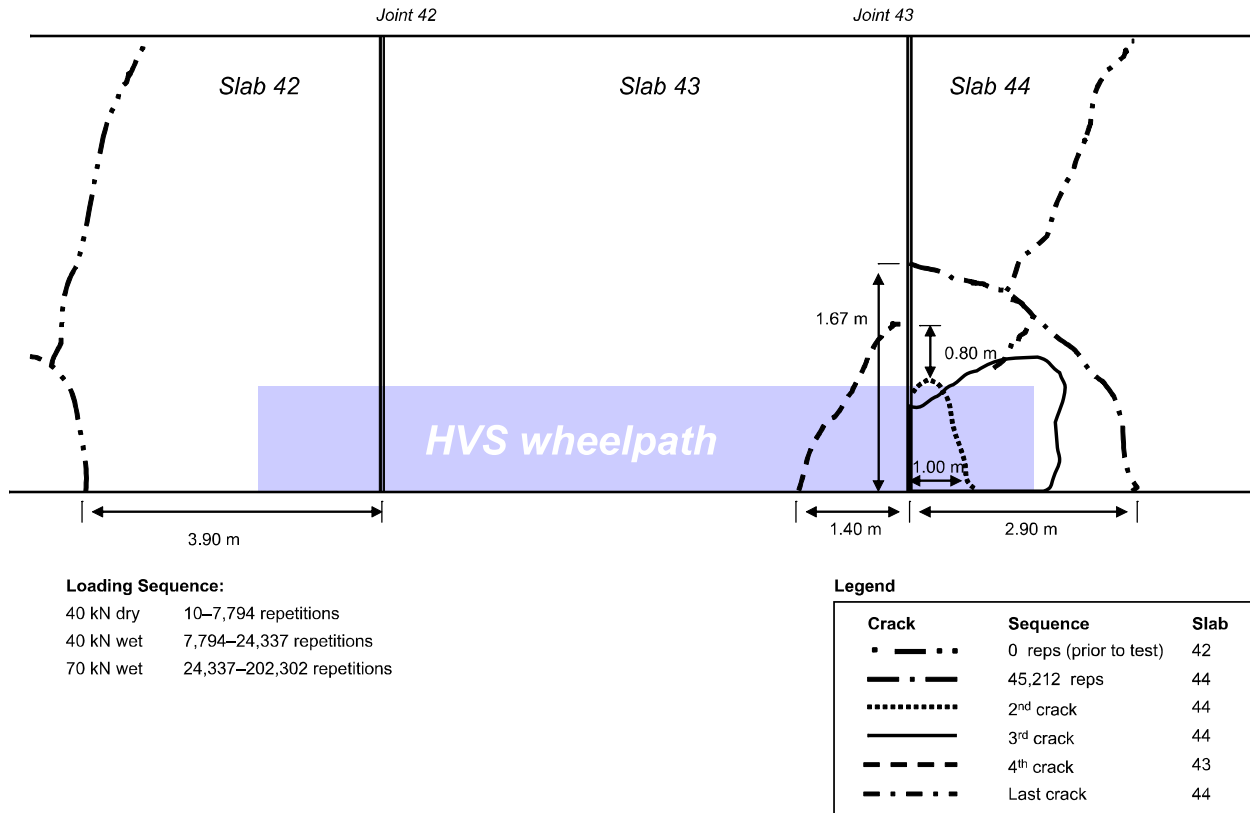 Joint 42 Joint 43
Slab 42 Slab 43 Slab 44
1.67 m
0.80 m
HVS wheelpath
1.00 m
3.90 m 1.40 m 2.90 m
Loading Sequence:
40 kN dry 10–7,794 repetitions
40 kN wet 7,794–24,337 repetitions
70 kN wet 24,337–202,302 repetitions
Legend
Crack Sequence Slab
0 reps (prior to test) 42
45,212 reps 44
2nd crack 44
3rd crack 44
4th crack 43
Last crack 44